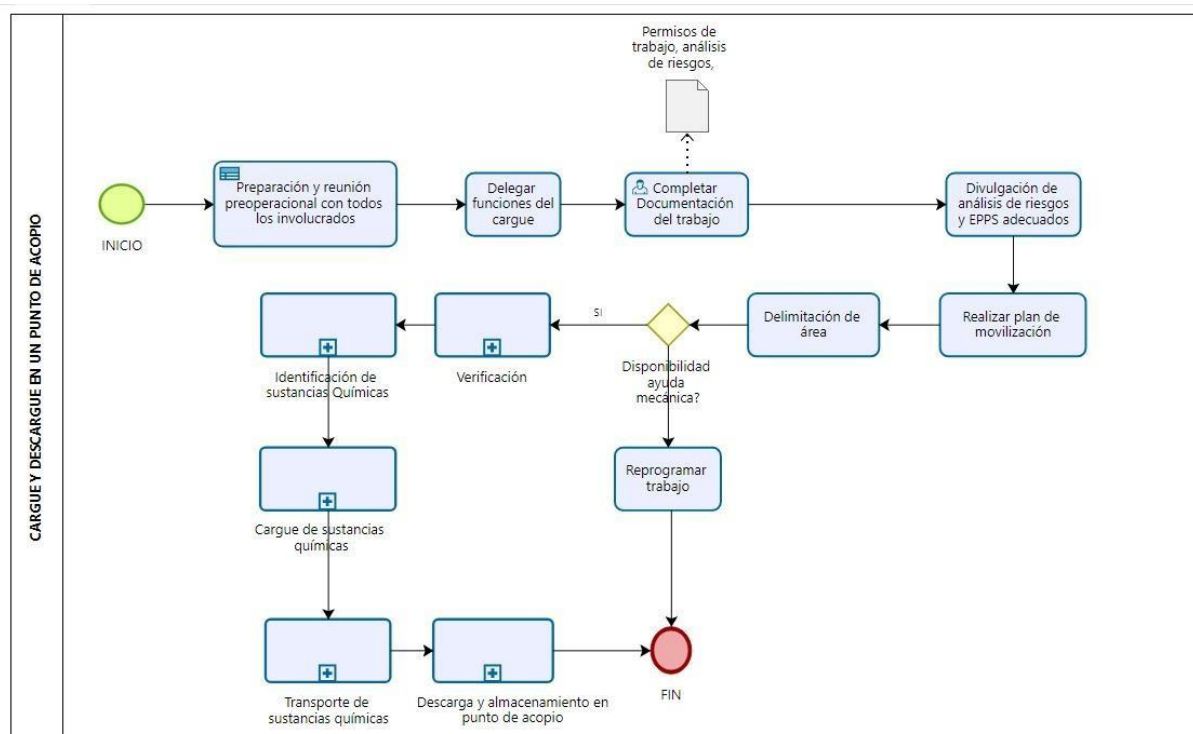 CARGUE Y DESCARGUE EN UN PUNTO DE ACOPIO
Permisos de
trabajo, análisis
de riesgos,
INICIO
Preparación y reunión
preoperacional con todos
los involucrados
Delegar
funciones del
cargue
Completar
Documentación
del trabajo
Divulgación de
análisis de riesgos
y EPPS adecuados
Realizar plan de
movilización
Delimitación de
área
Disponibilidad
ayuda
mecánica?
SI
Verificación
Identificación de
sustancias Químicas
Cargue de sustancias
químicas
Reprogramar
trabajo
Transporte de
sustancias químicas
Descarga y almacenamiento en
punto de acopio
FIN